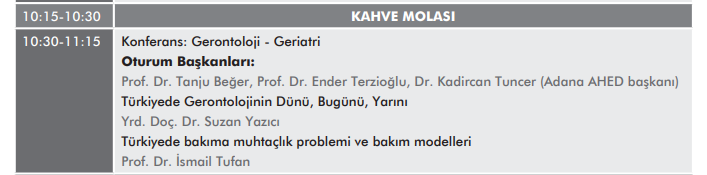 10:15-10:30 KAHVE MOLASI
10:30-11:15 Konferans: Gerontoloji - Geriatri
Oturum Başkanları:
Prof. Dr. Tanju Beğer, Prof. Dr. Ender Terzioğlu, Dr. Kadircan Tuncer (Adana AHED başkanı)
Türkiyede Gerontolojinin Dünü, Bugünü, Yarını
Yrd. Doç. Dr. Suzan Yazıcı
Türkiyede bakıma muhtaçlık problemi ve bakım modelleri
Prof. Dr. İsmail Tufan